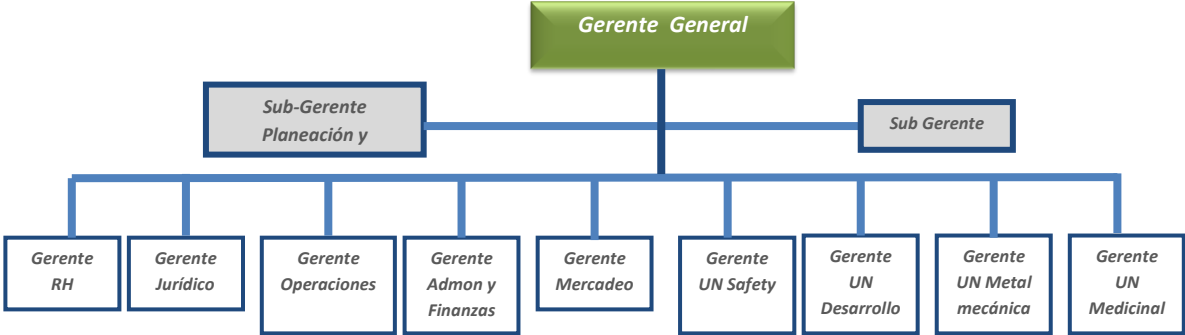 Gerente General
Sub-Gerente
Planeación y
Sub Gerente
Gerente
RH
Gerente
Jurídico
Gerente
Operaciones
Gerente
Admon y
Finanzas
Gerente
Mercadeo
Gerente
UN Safety
Gerente
UN
Desarrollo
Gerente
UN Metal
mecánica
Gerente
UN
Medicinal